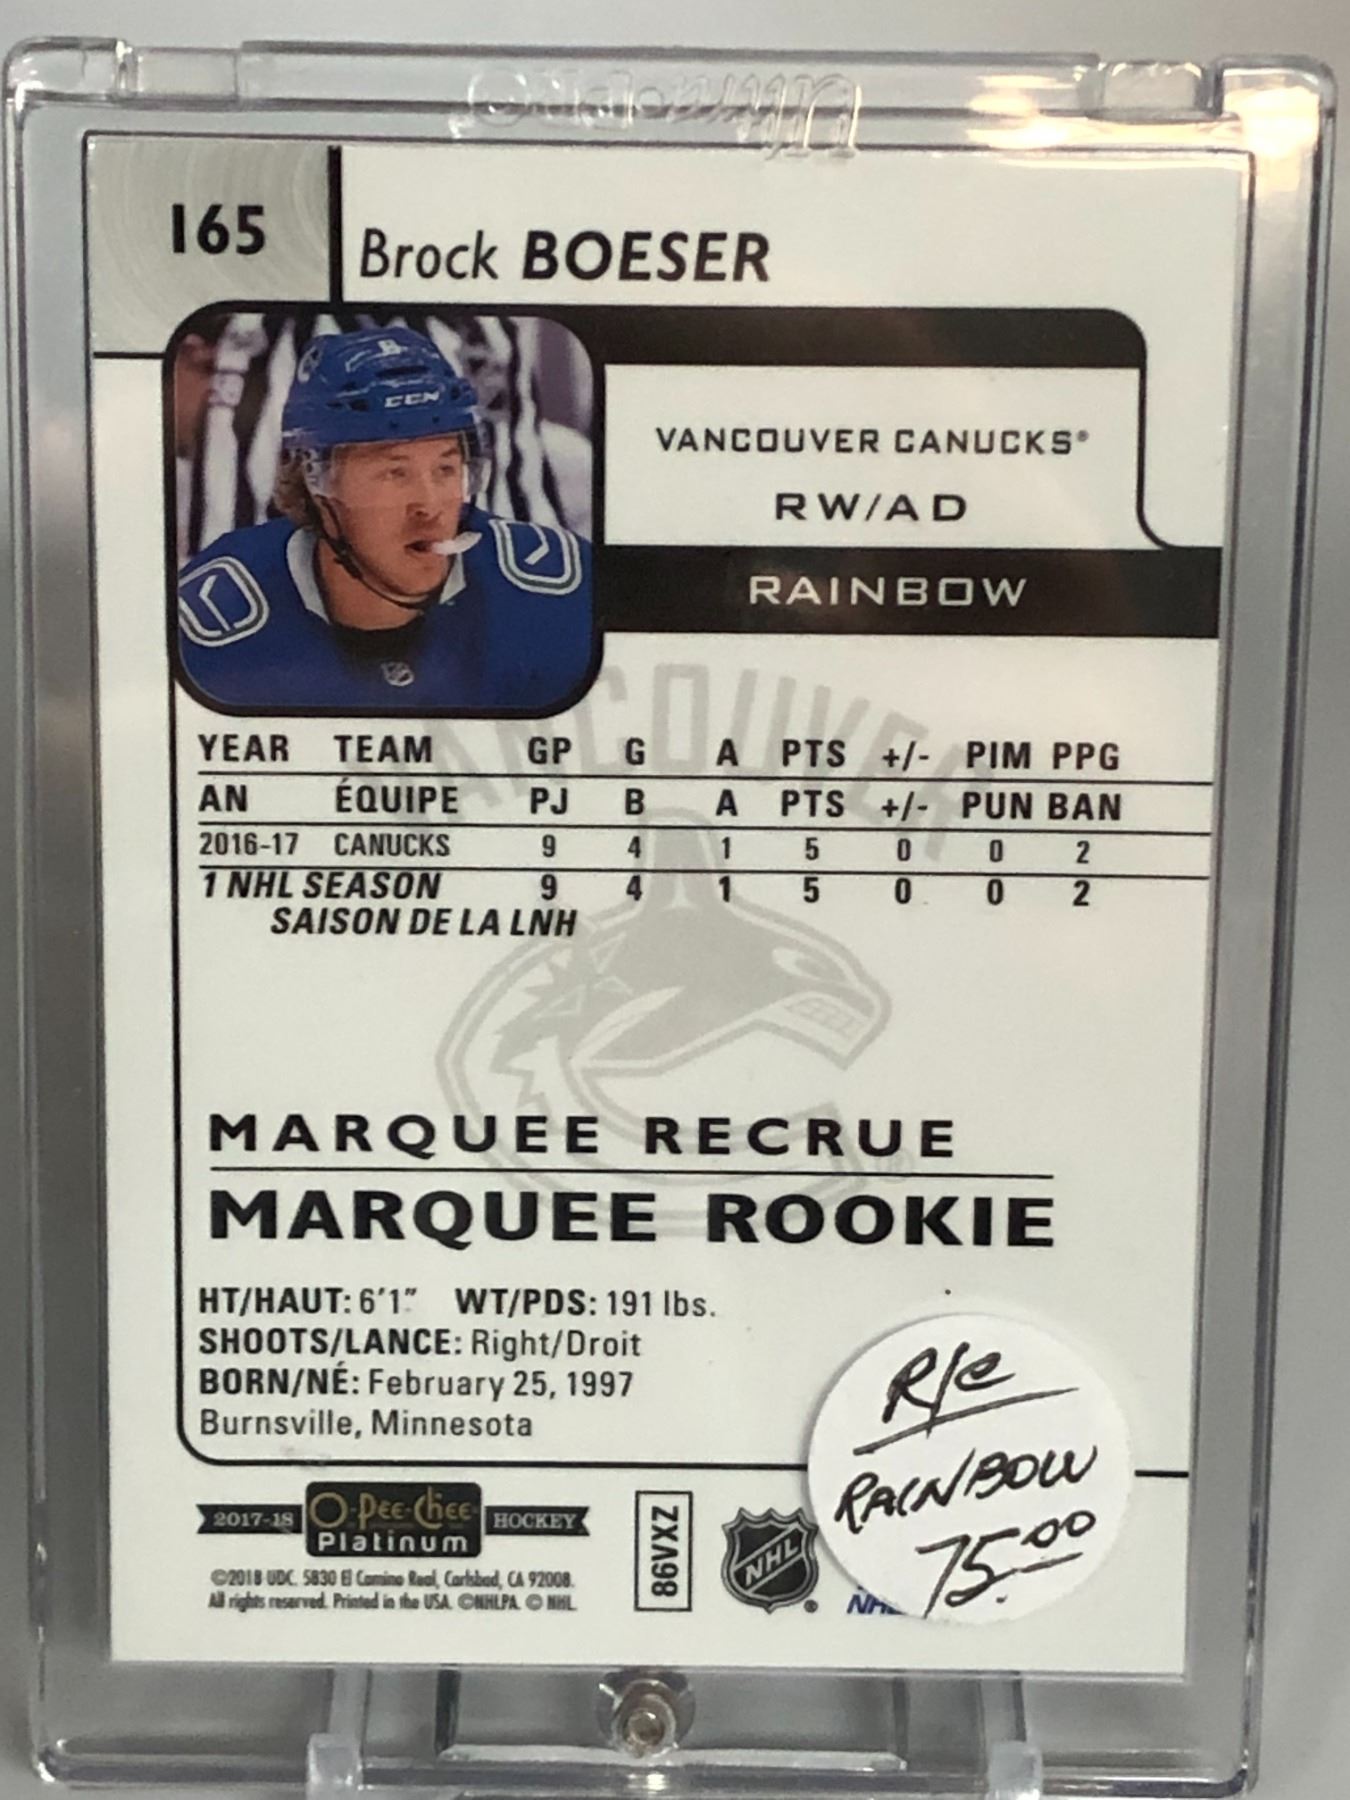 165
Brock BOESER
VANCOUVER CANUCKS®
RW/AD
RAINBOW
8
CCM
VANCOUVER
YEAR TEAM GP G A PTS +/- PIM PPG
AN ÉQUIPE PJ B A PTS +/- PUN BAN
2016-17 CANUCKS 9 4 1 5 0 0 2
1 NHL SEASON 9 4 1 5 0 0 2
SAISON DE LA LNH
MARQUEE RECRUE
MARQUEE ROOKIE
HT/HAUT: 6'1" WT/PDS: 191 lbs.
SHOOTS/LANCE: Right/Droit
BORN/NÉ: February 25, 1997
Burnsville, Minnesota
R/C
RAINBOW
75.00
2017-18 O-Pee-Chee HOCKEY
Platinum
©2018 UDC. 5830 El Camino Real, Carlsbad, CA 92008.
All rights reserved. Printed in the USA. ©NHLPA. © NHL.
86VXZ
NHL